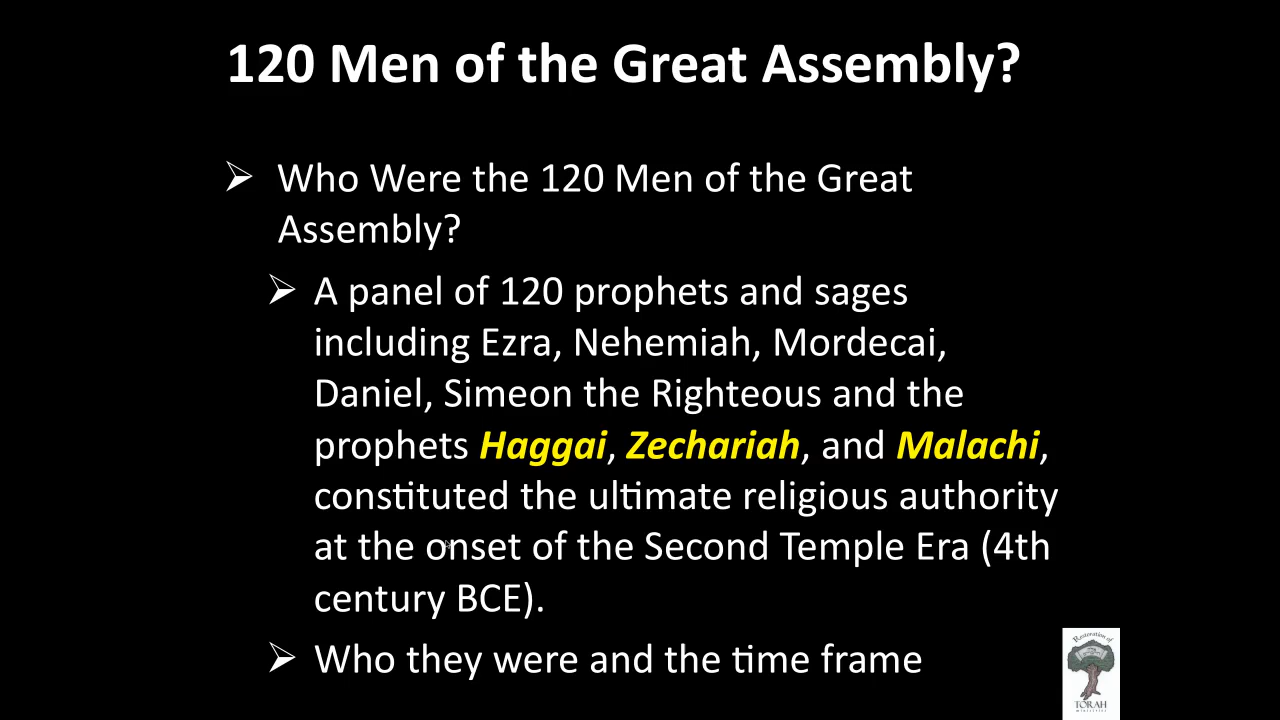 120 Men of the Great Assembly?
Who Were the 120 Men of the Great
Assembly?
A panel of 120 prophets and sages
including Ezra, Nehemiah, Mordecai,
Daniel, Simeon the Righteous and the
prophets Haggai, Zechariah, and Malachi,
constituted the ultimate religious authority
at the onset of the Second Temple Era (4th
century BCE).
Who they were and the time frame
Restoration of
TORAH
ministries